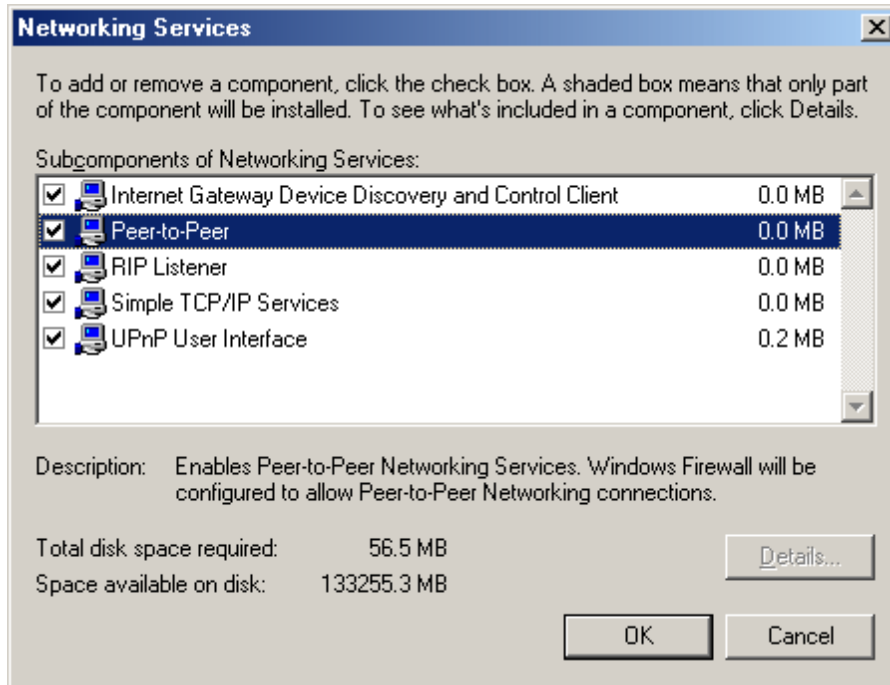 Networking Services
To add or remove a component, click the check box. A shaded box means that only part
of the component will be installed. To see what's included in a component, click Details.
Subcomponents of Networking Services:
Internet Gateway Device Discovery and Control Client 0.0 MB
Peer-to-Peer 0.0 MB
RIP Listener 0.0 MB
Simple TCP/IP Services 0.0 MB
UPnP User Interface 0.2 MB
Description: Enables Peer-to-Peer Networking Services. Windows Firewall will be
configured to allow Peer-to-Peer Networking connections.
Total disk space required: 56.5 MB
Details...
Space available on disk: 133255.3 MB
OK Cancel